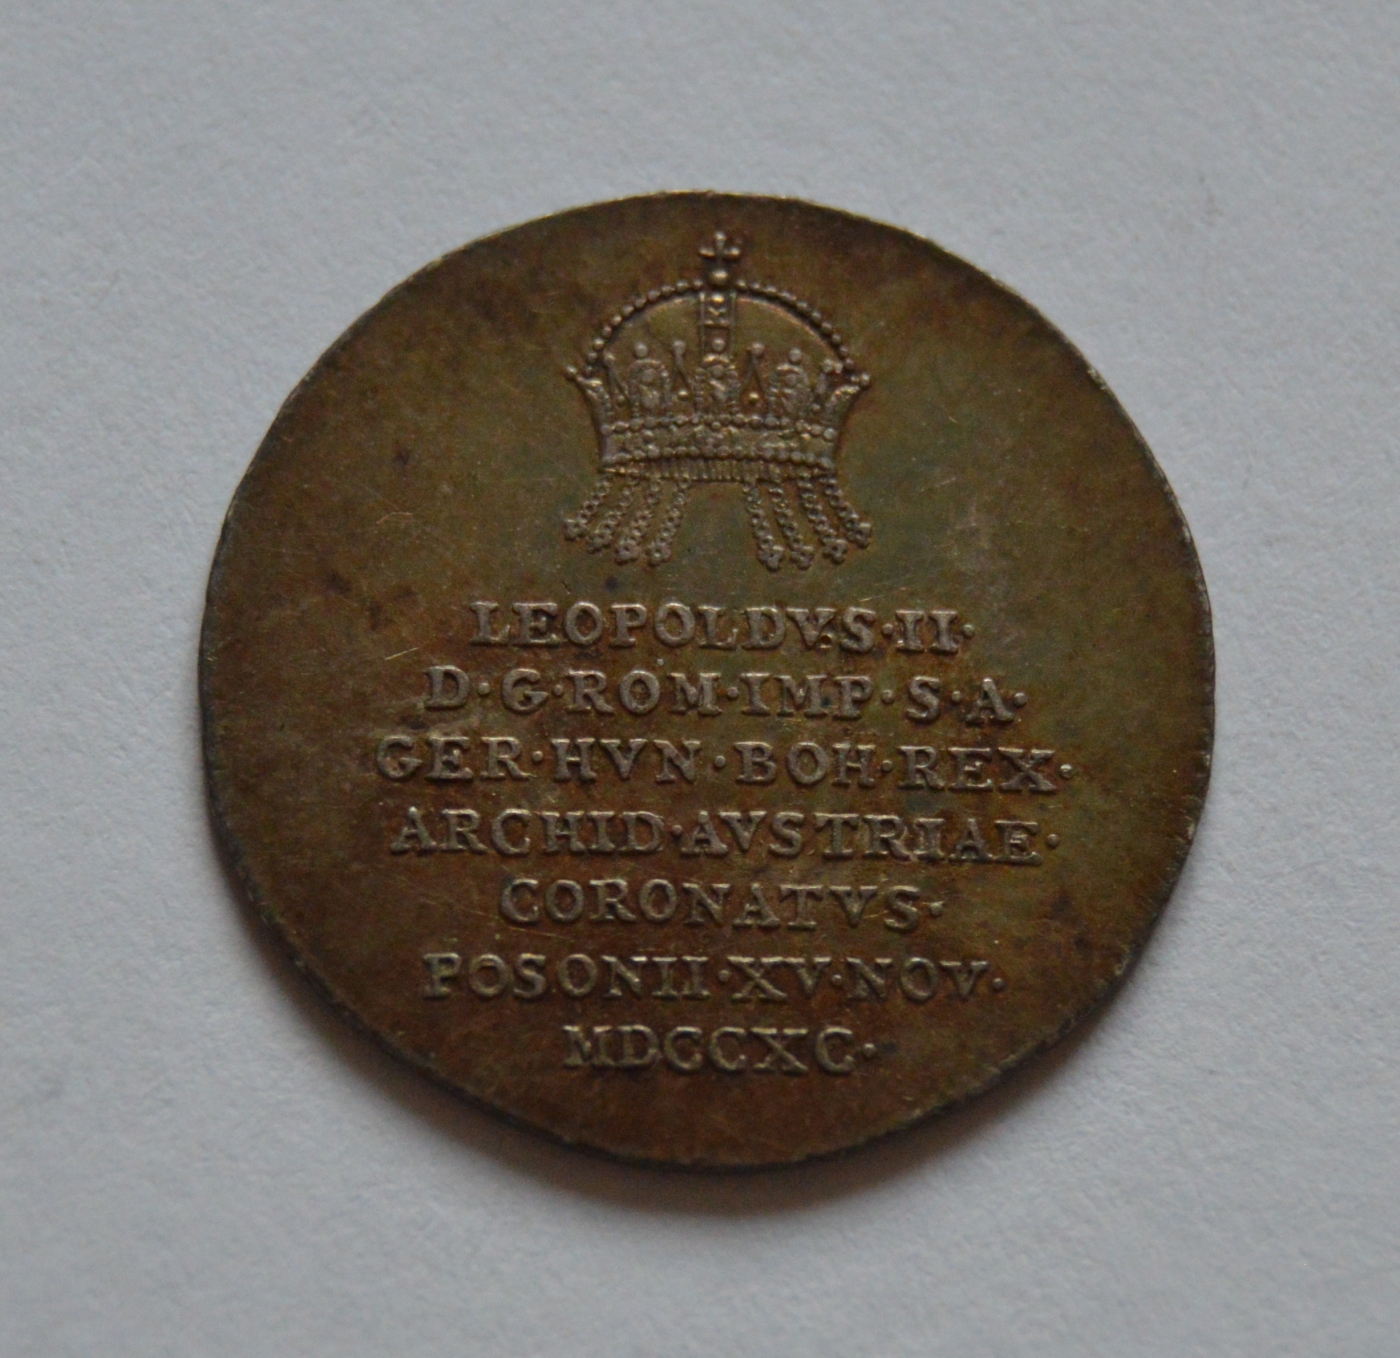 LEOPOLDVS·II·
D·G·ROM·IMP·S·A·
GER·HVN·BOH·REX·
ARCHID·AVSTRIAE·
CORONATVS·
POSONII·XV·NOV·
MDCCXC·